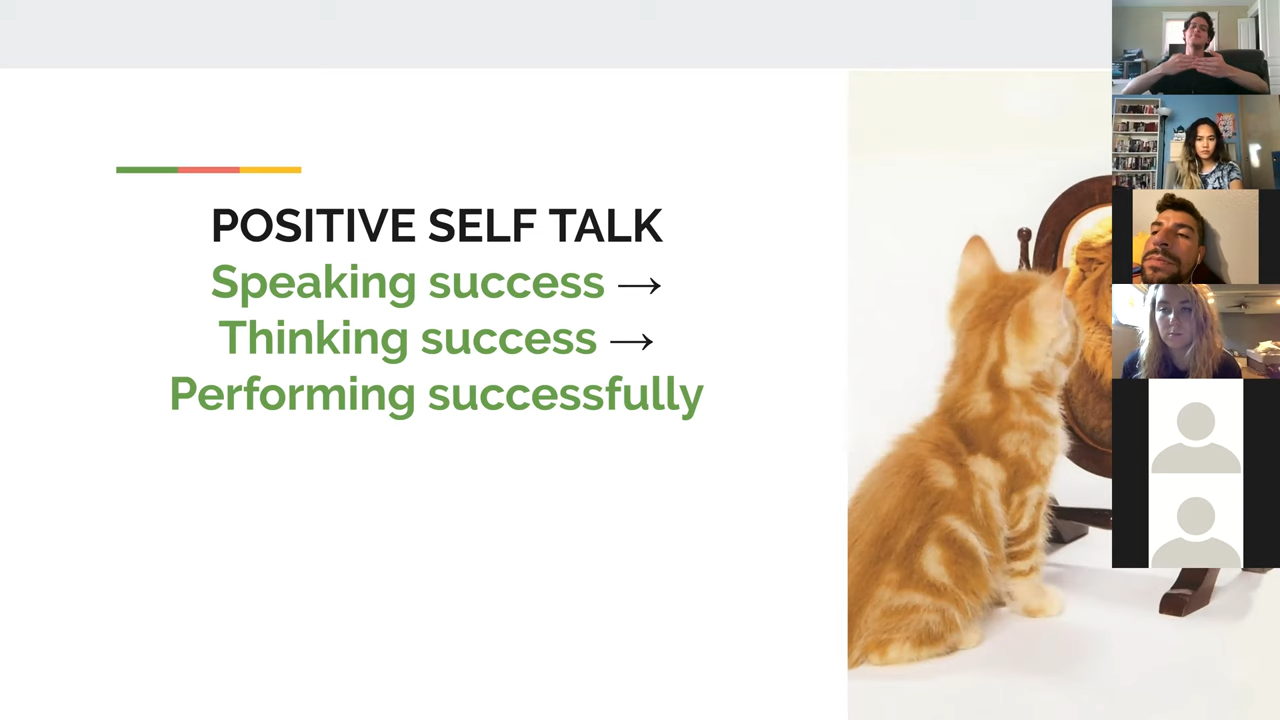 POSITIVE SELF TALK
Speaking success →
Thinking success →
Performing successfully